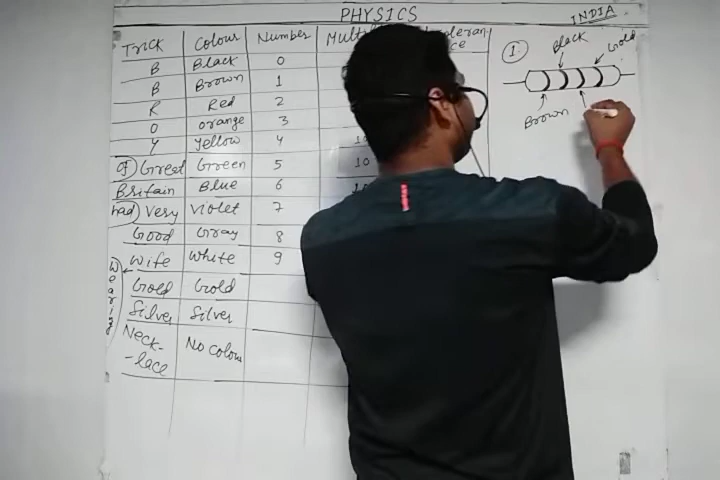 PHYSICS
INDIA
Trick Colour Number
B Black 0
B Brown 1
R Red 2
O orange 3
Y Yellow 4
of Great Green 5
Britain Blue 6
had Very violet 7
Good Gray 8
Wife White 9
Wearing
Gold Gold
Silver Silver
Neck- No Colour
-lace
1
Black
Gold
Brown